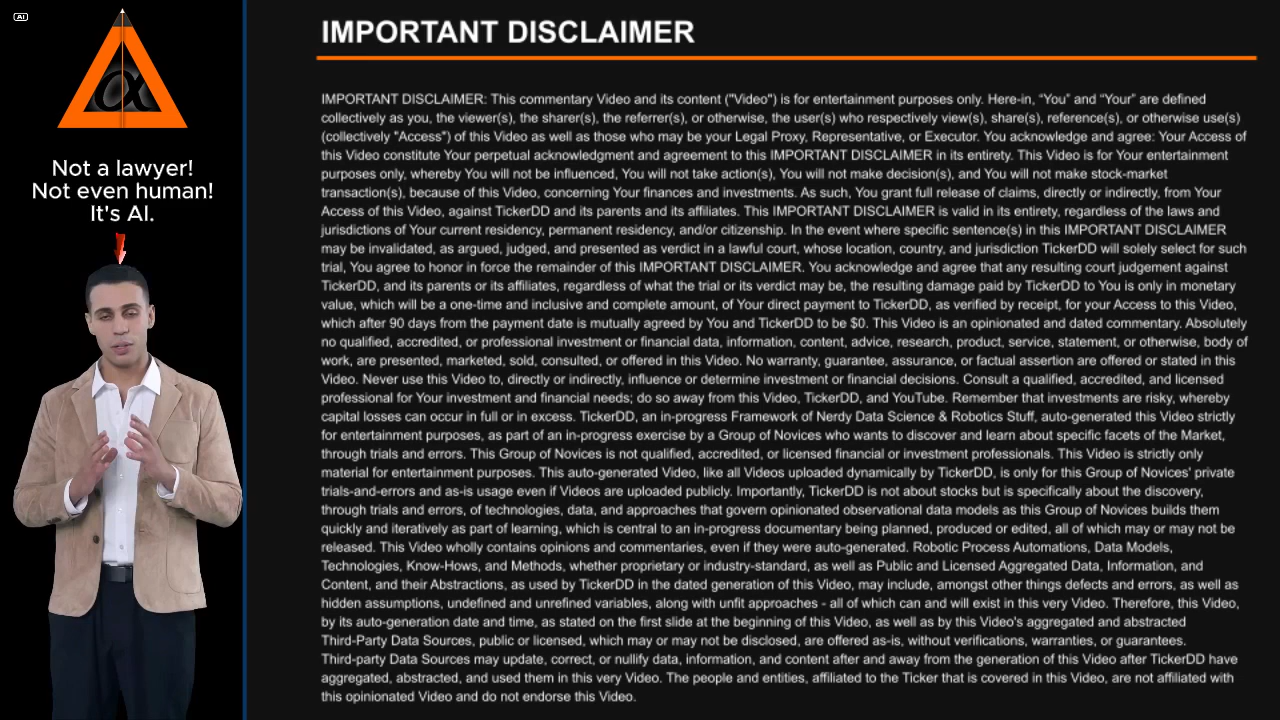 AI
α
Not a lawyer!
Not even human!
It's AI.
IMPORTANT DISCLAIMER
IMPORTANT DISCLAIMER: This commentary Video and its content ("Video") is for entertainment purposes only. Here-in, “You” and “Your” are defined
collectively as you, the viewer(s), the sharer(s), the referrer(s), or otherwise, the user(s) who respectively view(s), share(s), reference(s), or otherwise use(s)
(collectively "Access") of this Video as well as those who may be your Legal Proxy, Representative, or Executor. You acknowledge and agree: Your Access of
this Video constitute Your perpetual acknowledgment and agreement to this IMPORTANT DISCLAIMER in its entirety. This Video is for Your entertainment
purposes only, whereby You will not be influenced, You will not take action(s), You will not make decision(s), and You will not make stock-market
transaction(s), because of this Video, concerning Your finances and investments. As such, You grant full release of claims, directly or indirectly, from Your
Access of this Video, against TickerDD and its parents and its affiliates. This IMPORTANT DISCLAIMER is valid in its entirety, regardless of the laws and
jurisdictions of Your current residency, permanent residency, and/or citizenship. In the event where specific sentence(s) in this IMPORTANT DISCLAIMER
may be invalidated, as argued, judged, and presented as verdict in a lawful court, whose location, country, and jurisdiction TickerDD will solely select for such
trial, You agree to honor in force the remainder of this IMPORTANT DISCLAIMER. You acknowledge and agree that any resulting court judgement against
TickerDD, and its parents or its affiliates, regardless of what the trial or its verdict may be, the resulting damage paid by TickerDD to You is only in monetary
value, which will be a one-time and inclusive and complete amount, of Your direct payment to TickerDD, as verified by receipt, for your Access to this Video,
which after 90 days from the payment date is mutually agreed by You and TickerDD to be $0. This Video is an opinionated and dated commentary. Absolutely
no qualified, accredited, or professional investment or financial data, information, content, advice, research, product, service, statement, or otherwise, body of
work, are presented, marketed, sold, consulted, or offered in this Video. No warranty, guarantee, assurance, or factual assertion are offered or stated in this
Video. Never use this Video to, directly or indirectly, influence or determine investment or financial decisions. Consult a qualified, accredited, and licensed
professional for Your investment and financial needs; do so away from this Video, TickerDD, and YouTube. Remember that investments are risky, whereby
capital losses can occur in full or in excess. TickerDD, an in-progress Framework of Nerdy Data Science & Robotics Stuff, auto-generated this Video strictly
for entertainment purposes, as part of an in-progress exercise by a Group of Novices who wants to discover and learn about specific facets of the Market,
through trials and errors. This Group of Novices is not qualified, accredited, or licensed financial or investment professionals. This Video is strictly only
material for entertainment purposes. This auto-generated Video, like all Videos uploaded dynamically by TickerDD, is only for this Group of Novices' private
trials-and-errors and as-is usage even if Videos are uploaded publicly. Importantly, TickerDD is not about stocks but is specifically about the discovery,
through trials and errors, of technologies, data, and approaches that govern opinionated observational data models as this Group of Novices builds them
quickly and iteratively as part of learning, which is central to an in-progress documentary being planned, produced or edited, all of which may or may not be
released. This Video wholly contains opinions and commentaries, even if they were auto-generated. Robotic Process Automations, Data Models,
Technologies, Know-Hows, and Methods, whether proprietary or industry-standard, as well as Public and Licensed Aggregated Data, Information, and
Content, and their Abstractions, as used by TickerDD in the dated generation of this Video, may include, amongst other things defects and errors, as well as
hidden assumptions, undefined and unrefined variables, along with unfit approaches - all of which can and will exist in this very Video. Therefore, this Video,
by its auto-generation date and time, as stated on the first slide at the beginning of this Video, as well as by this Video's aggregated and abstracted
Third-Party Data Sources, public or licensed, which may or may not be disclosed, are offered as-is, without verifications, warranties, or guarantees.
Third-party Data Sources may update, correct, or nullify data, information, and content after and away from the generation of this Video after TickerDD have
aggregated, abstracted, and used them in this very Video. The people and entities, affiliated to the Ticker that is covered in this Video, are not affiliated with
this opinionated Video and do not endorse this Video.